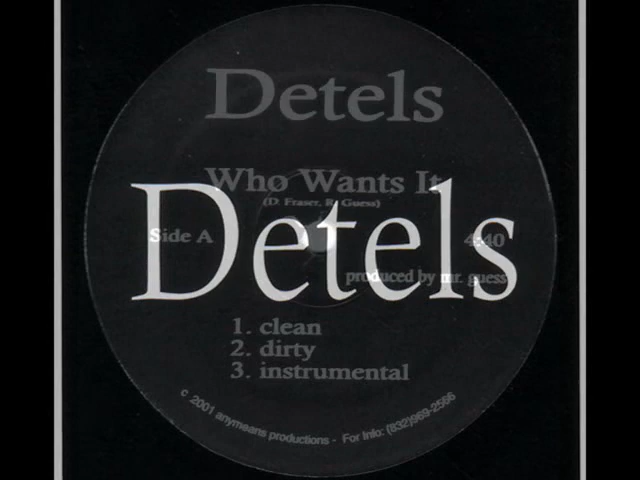 Detels
Who Wants It
(D. Fraser, R. Guess)
Detels
Side A
4:40
produced by mr. guess
1. clean
2. dirty
3. instrumental
c 2001 anymeans productions - For Info: (832)969-2566